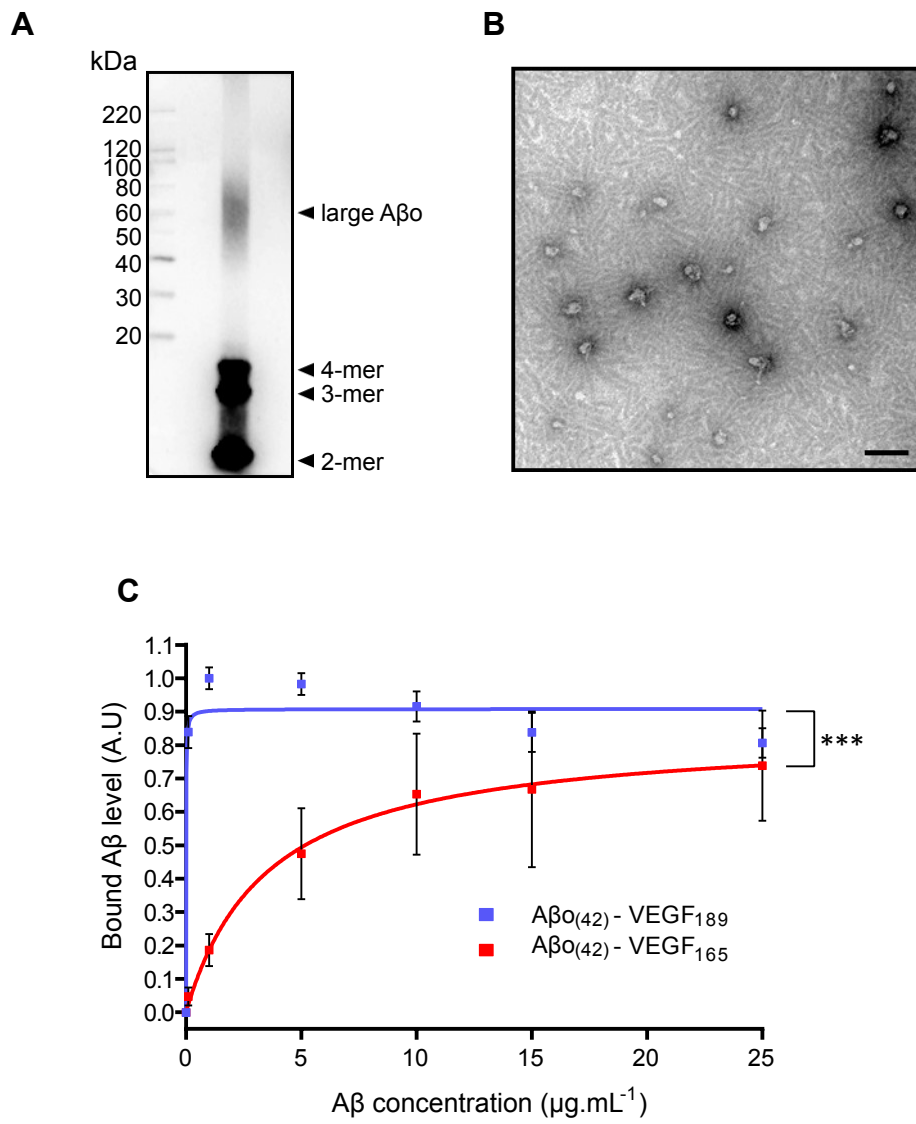 A
kDa
220
120
100
80
60
50
40
30
20
large Aβo
4-mer
3-mer
2-mer
B
C
Bound Aβ level (A.U)
1.1
1.0
0.9
0.8
0.7
0.6
0.5
0.4
0.3
0.2
0.1
0.0
***
Aβo(42) - VEGF189
Aβo(42) - VEGF165
0 5 10 15 20 25
Aβ concentration (µg.mL-1)